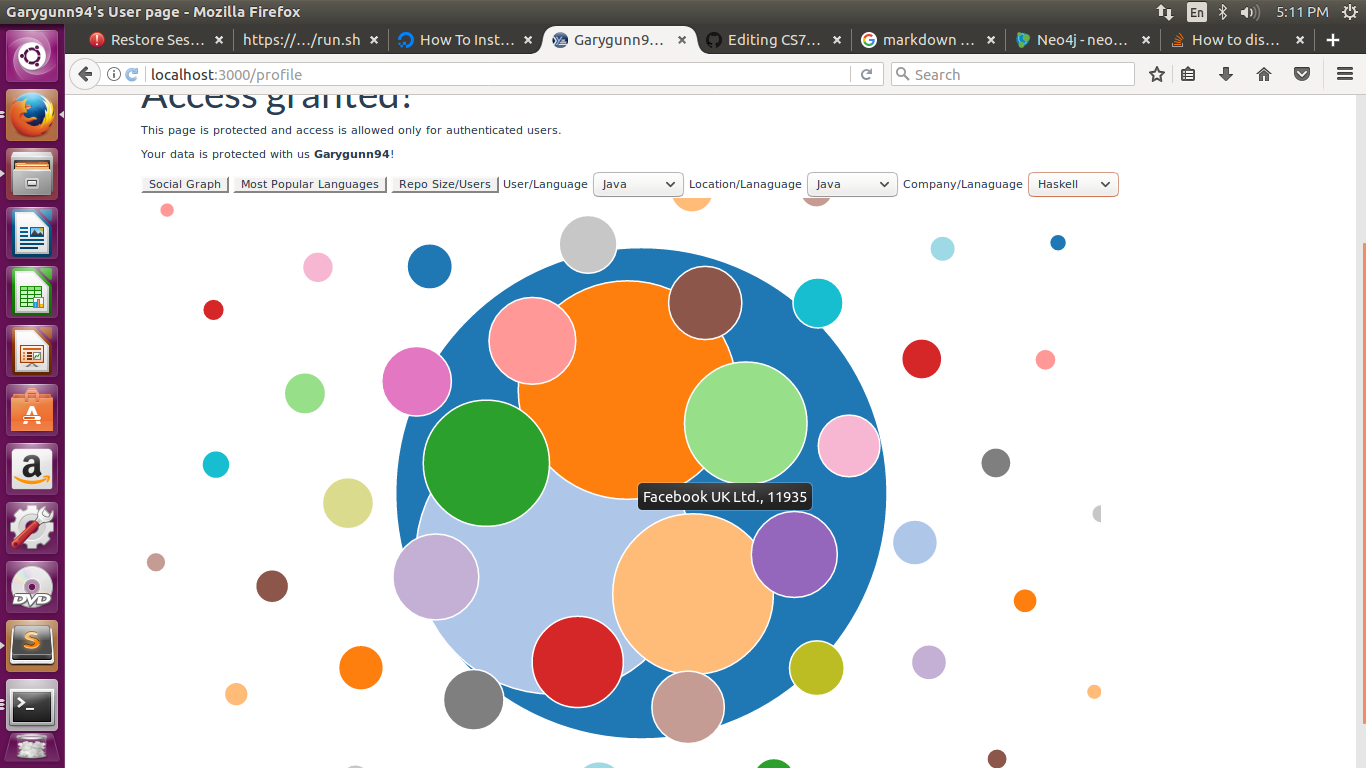 Garygunn94's User page - Mozilla Firefox
En
5:11 PM
Restore Ses...
https://.../run.sh
How To Inst...
Garygunn9...
Editing CS7...
markdown ...
Neo4j - neo...
How to dis...
localhost:3000/profile
Search
Access granted!
This page is protected and access is allowed only for authenticated users.
Your data is protected with us Garygunn94!
Social Graph
Most Popular Languages
Repo Size/Users
User/Language
Java
Location/Lanaguage
Java
Company/Lanaguage
Haskell
Facebook UK Ltd., 11935
DVD